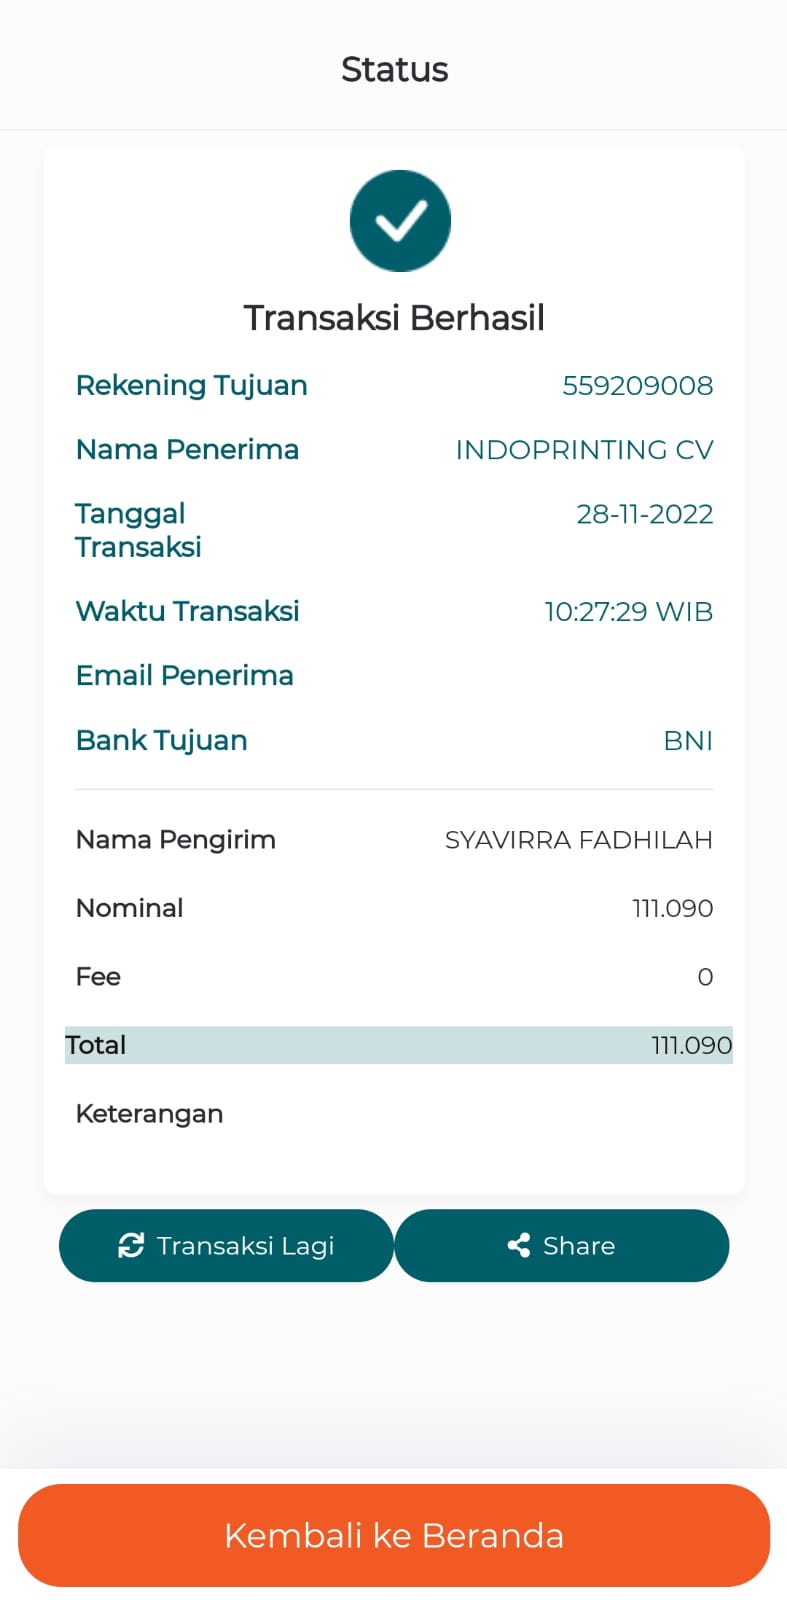 Status
Transaksi Berhasil
Rekening Tujuan 559209008
Nama Penerima INDOPRINTING CV
Tanggal 28-11-2022
Transaksi
Waktu Transaksi 10:27:29 WIB
Email Penerima
Bank Tujuan BNI
Nama Pengirim SYAVIRRA FADHILAH
Nominal 111.090
Fee 0
Total 111.090
Keterangan
Transaksi Lagi Share
Kembali ke Beranda